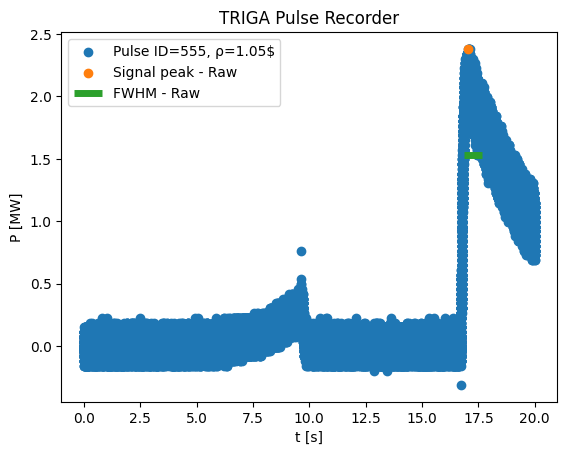 TRIGA Pulse Recorder
Pulse ID=555, ρ=1.05$
Signal peak - Raw
FWHM - Raw
P [MW]
2.5
2.0
1.5
1.0
0.5
0.0
0.0 2.5 5.0 7.5 10.0 12.5 15.0 17.5 20.0
t [s]